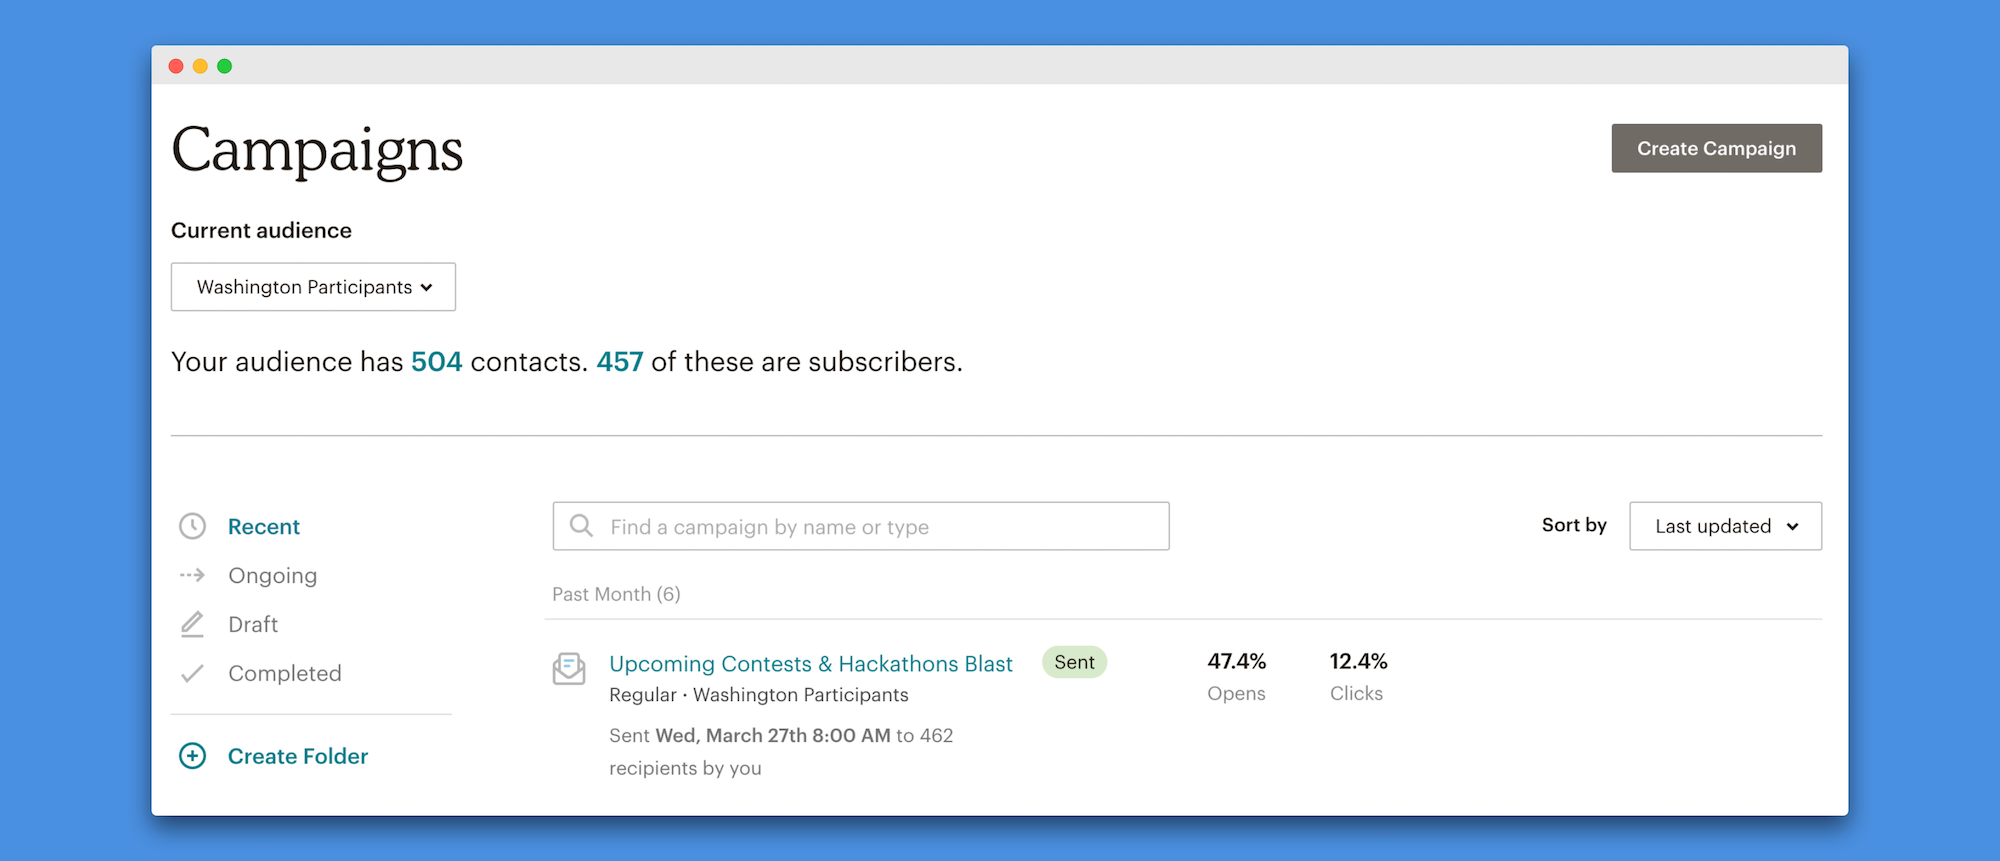 Campaigns
Create Campaign
Current audience
Washington Participants
Your audience has 504 contacts. 457 of these are subscribers.
Recent
Ongoing
Draft
Completed
Create Folder
Find a campaign by name or type
Sort by
Last updated
Past Month (6)
Upcoming Contests & Hackathons Blast
Sent
Regular · Washington Participants
Sent Wed, March 27th 8:00 AM to 462
recipients by you
47.4%
Opens
12.4%
Clicks